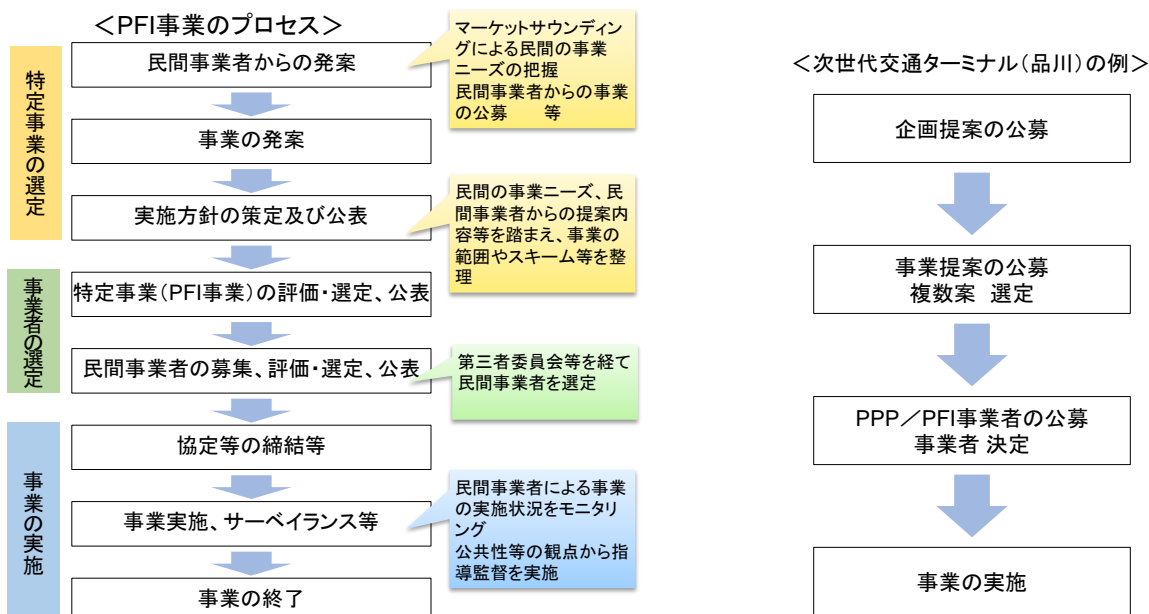 ＜PFI事業のプロセス＞
特定事業の選定
民間事業者からの発案
マーケットサウンディ
ングによる民間の事業
ニーズの把握
民間事業者からの事業
の公募　　等
事業の発案
実施方針の策定及び公表
民間の事業ニーズ、民
間事業者からの提案内
容等を踏まえ、事業の
範囲やスキーム等を整
理
事業者の選定
特定事業（PFI事業）の評価・選定、公表
民間事業者の募集、評価・選定、公表
第三者委員会等を経て
民間事業者を選定
事業の実施
協定等の締結等
事業実施、サーベイランス等
民間事業者による事業
の実施状況をモニタリ
ング
公共性等の観点から指
導監督を実施
事業の終了
＜次世代交通ターミナル（品川）の例＞
企画提案の公募
事業提案の公募
複数案　選定
PPP／PFI事業者の公募
事業者 決定
事業の実施